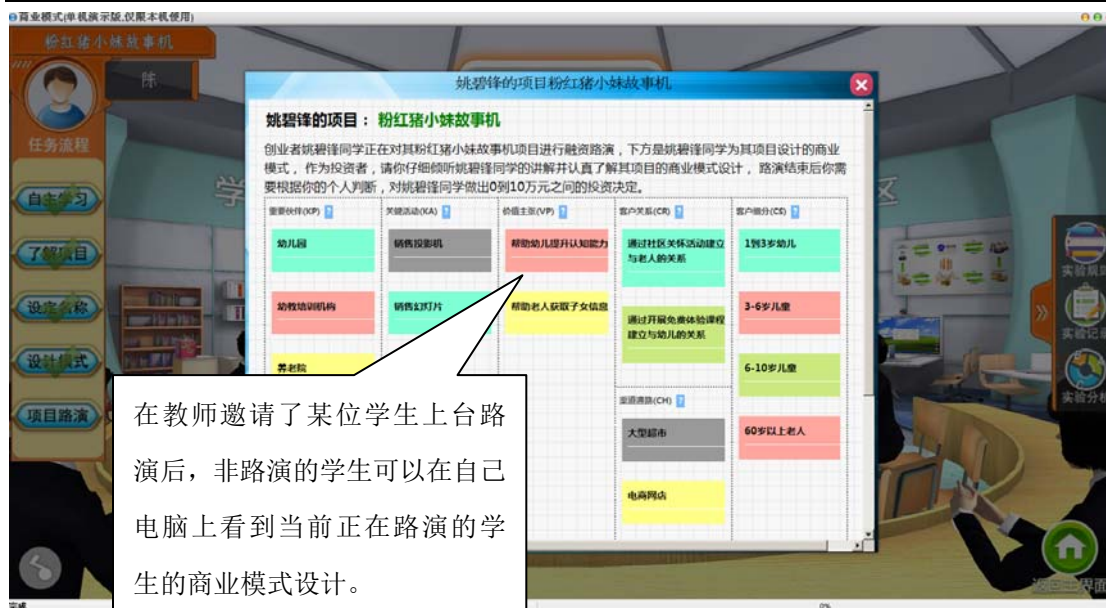 商业模式(单机演示版,仅限本机使用)
粉红猪小妹故事机
陈
任务流程
自主学习
了解项目
设定名称
设计模式
项目路演
学
区
姚碧锋的项目粉红猪小妹故事机
姚碧锋的项目：粉红猪小妹故事机
创业者姚碧锋同学正在对其粉红猪小妹故事机项目进行融资路演，下方是姚碧锋同学为其项目设计的商业
模式，作为投资者，请你仔细倾听姚碧锋同学的讲解并认真了解其项目的商业模式设计，路演结束后你需
要根据你的个人判断，对姚碧锋同学做出0到10万元之间的投资决定。
重要伙伴(KP) ?
幼儿园
幼教培训机构
养老院
关键活动(KA) ?
销售投影机
销售幻灯片
价值主张(VP) ?
帮助幼儿提升认知能力
帮助老人获取子女信息
客户关系(CR) ?
通过社区关怀活动建立
与老人的关系
通过开展免费体验课程
建立与幼儿的关系
渠道通路(CH) ?
大型超市
电商网店
客户细分(CS) ?
1到3岁幼儿
3-6岁儿童
6-10岁儿童
60岁以上老人
实验规则
实验记录
实验分析
返回主界面
在教师邀请了某位学生上台路
演后，非路演的学生可以在自己
电脑上看到当前正在路演的学
生的商业模式设计。
完成
0%